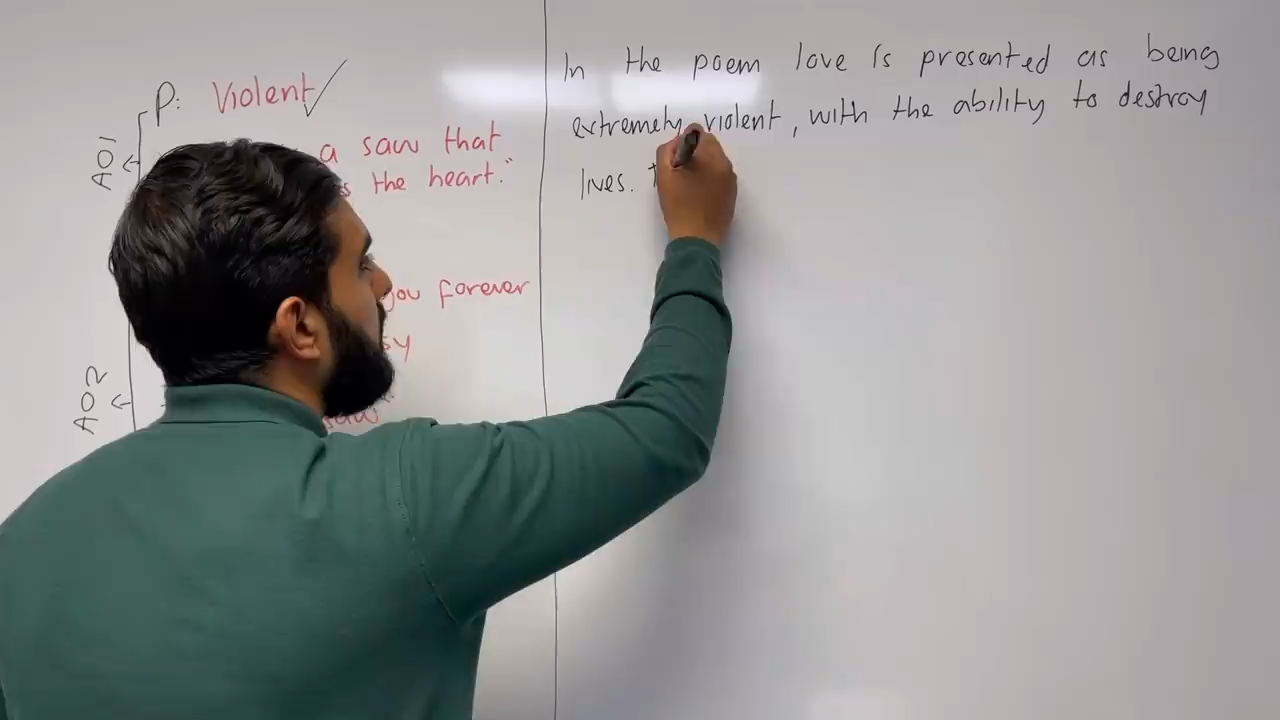 AO1
P: Violent ✓
a saw that
the heart."
you forever
AO2
saw".
In the poem love is presented as being
extremely violent, with the ability to destroy
lives.